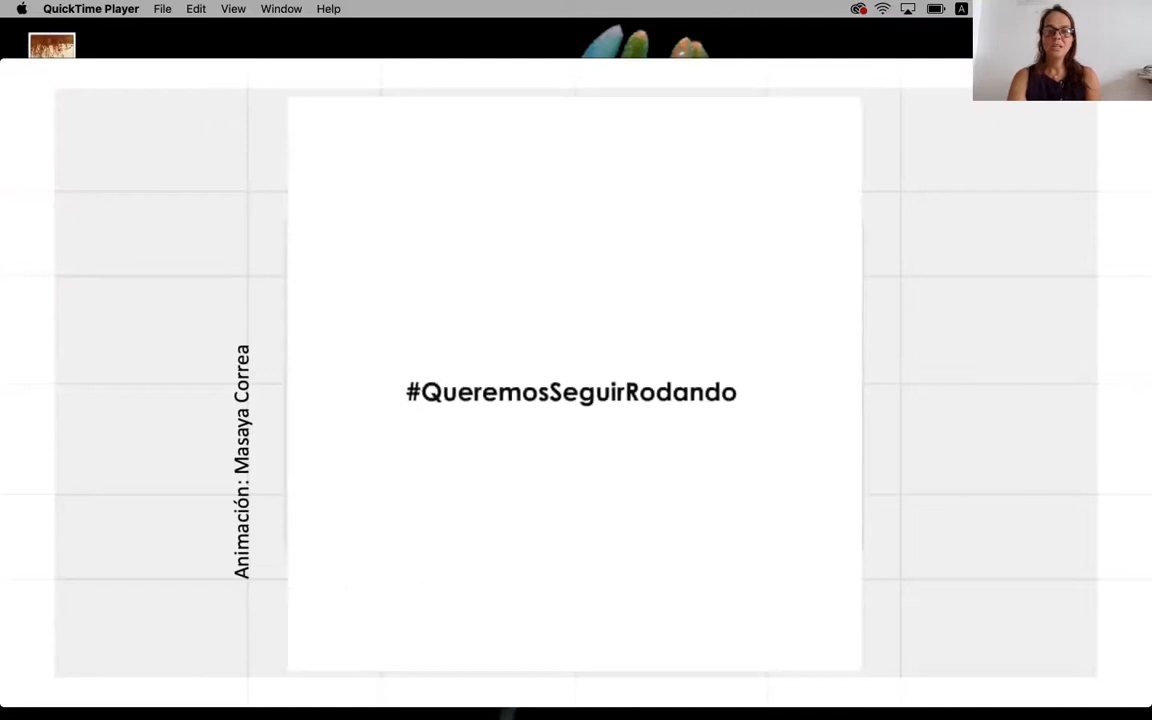 QuickTime Player File Edit View Window Help A
#QueremosSeguirRodando
Animación: Masaya Correa